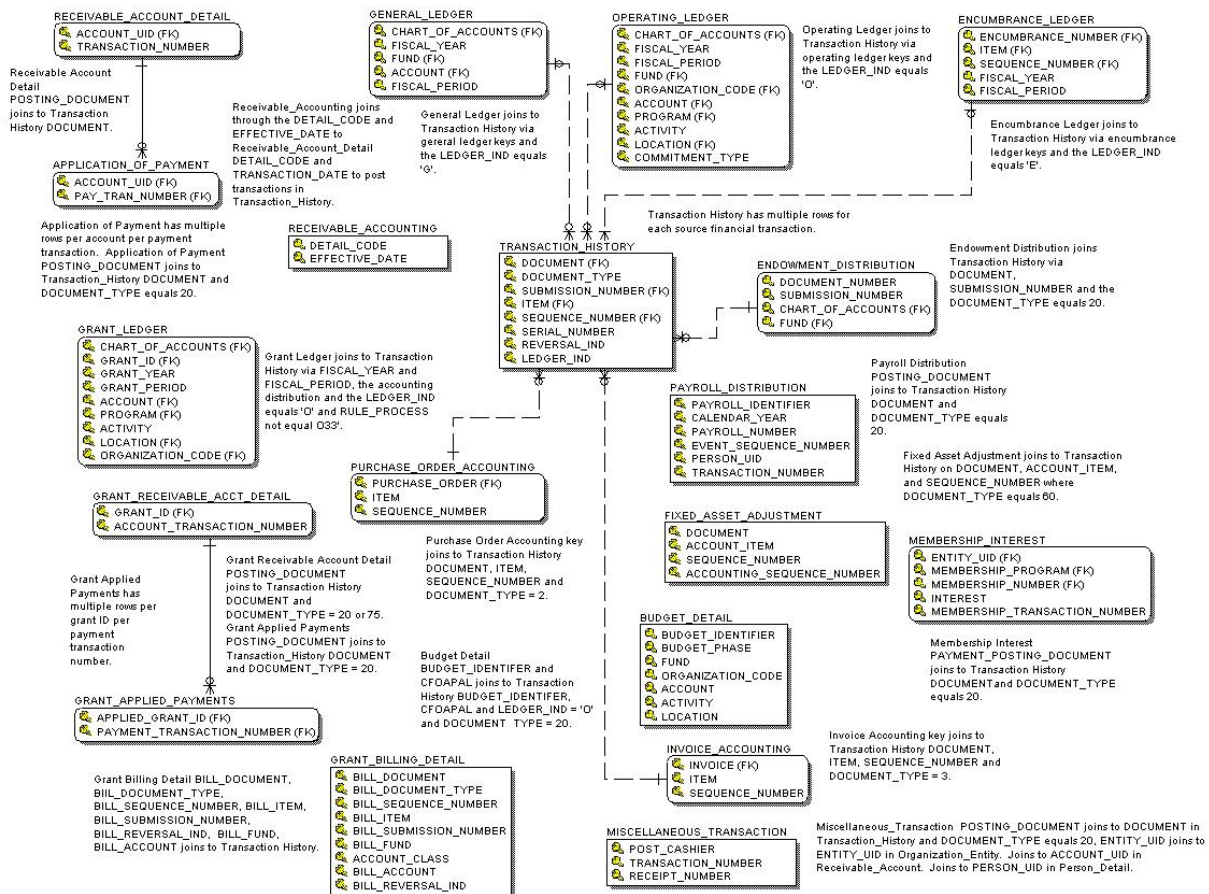 RECEIVABLE_ACCOUNT_DETAIL
ACCOUNT_UID (FK)
TRANSACTION_NUMBER
Receivable Account
Detail
POSTING_DOCUMENT
joins to Transaction
History DOCUMENT.
APPLICATION_OF_PAYMENT
ACCOUNT_UID (FK)
PAY_TRAN_NUMBER (FK)
Application of Payment has multiple
rows per account per payment
transaction. Application of Payment
POSTING_DOCUMENT joins to
Transaction_History DOCUMENT and
DOCUMENT_TYPE equals 20.
Receivable_Accounting joins
through the DETAIL_CODE and
EFFECTIVE_DATE to
Receivable_Account_Detail
DETAIL_CODE and
TRANSACTION_DATE to post
transactions in
Transaction_History.
RECEIVABLE_ACCOUNTING
DETAIL_CODE
EFFECTIVE_DATE
GENERAL_LEDGER
CHART_OF_ACCOUNTS (FK)
FISCAL_YEAR
FUND (FK)
ACCOUNT (FK)
FISCAL_PERIOD
General Ledger joins to
Transaction History via
gereral ledger keys and
the LEDGER_IND equals
'G'.
OPERATING_LEDGER
CHART_OF_ACCOUNTS (FK)
FISCAL_YEAR
FISCAL_PERIOD
FUND (FK)
ORGANIZATION_CODE (FK)
ACCOUNT (FK)
PROGRAM (FK)
ACTIVITY
LOCATION (FK)
COMMITMENT_TYPE
Operating Ledger joins to
Transaction History via
operating ledger keys and
the LEDGER_IND equals
'O'.
ENCUMBRANCE_LEDGER
ENCUMBRANCE_NUMBER (FK)
ITEM (FK)
SEQUENCE_NUMBER (FK)
FISCAL_YEAR
FISCAL_PERIOD
Encumbrance Ledger joins to
Transaction History via encumbrance
ledger keys and the LEDGER_IND
equals 'E'.
Transaction History has multiple rows for
each source financial transaction.
TRANSACTION_HISTORY
DOCUMENT (FK)
DOCUMENT_TYPE
SUBMISSION_NUMBER (FK)
ITEM (FK)
SEQUENCE_NUMBER (FK)
SERIAL_NUMBER
REVERSAL_IND
LEDGER_IND
ENDOWMENT_DISTRIBUTION
DOCUMENT_NUMBER
SUBMISSION_NUMBER
CHART_OF_ACCOUNTS (FK)
FUND (FK)
Endowment Distribution joins
Transaction History via
DOCUMENT,
SUBMISSION_NUMBER and the
DOCUMENT_TYPE equals 20.
GRANT_LEDGER
CHART_OF_ACCOUNTS (FK)
GRANT_ID (FK)
GRANT_YEAR
GRANT_PERIOD
ACCOUNT (FK)
PROGRAM (FK)
ACTIVITY
LOCATION (FK)
ORGANIZATION_CODE (FK)
Grant Ledger joins to Transaction
History via FISCAL_YEAR and
FISCAL_PERIOD, the accounting
distribution and the LEDGER_IND
equals 'O' and RULE_PROCESS
not equal O33'.
PAYROLL_DISTRIBUTION
PAYROLL_IDENTIFIER
CALENDAR_YEAR
PAYROLL_NUMBER
EVENT_SEQUENCE_NUMBER
PERSON_UID
TRANSACTION_NUMBER
Payroll Distribution
POSTING_DOCUMENT
joins to Transaction History
DOCUMENT and
DOCUMENT_TYPE equals
20.
PURCHASE_ORDER_ACCOUNTING
PURCHASE_ORDER (FK)
ITEM
SEQUENCE_NUMBER
Purchase Order Accounting key
joins to Transaction History
DOCUMENT, ITEM,
SEQUENCE_NUMBER and
DOCUMENT_TYPE = 2.
Fixed Asset Adjustment joins to Transaction
History on DOCUMENT, ACCOUNT_ITEM,
and SEQUENCE_NUMBER where
DOCUMENT_TYPE equals 60.
FIXED_ASSET_ADJUSTMENT
DOCUMENT
ACCOUNT_ITEM
SEQUENCE_NUMBER
ACCOUNTING_SEQUENCE_NUMBER
MEMBERSHIP_INTEREST
ENTITY_UID (FK)
MEMBERSHIP_PROGRAM (FK)
MEMBERSHIP_NUMBER (FK)
INTEREST
MEMBERSHIP_TRANSACTION_NUMBER
Membership Interest
PAYMENT_POSTING_DOCUMENT
joins to Transaction History
DOCUMENTand DOCUMENT_TYPE
equals 20.
GRANT_RECEIVABLE_ACCT_DETAIL
GRANT_ID (FK)
ACCOUNT_TRANSACTION_NUMBER
Grant Applied
Payments has
multiple rows per
grant ID per
payment
transaction
number.
Grant Receivable Account Detail
POSTING_DOCUMENT
joins to Transaction History
DOCUMENT and
DOCUMENT_TYPE = 20 or 75.
Grant Applied Payments
POSTING_DOCUMENT joins to
Transaction_History DOCUMENT
and DOCUMENT_TYPE = 20.
GRANT_APPLIED_PAYMENTS
APPLIED_GRANT_ID (FK)
PAYMENT_TRANSACTION_NUMBER (FK)
Budget Detail
BUDGET_IDENTIFER and
CFOAPAL joins to Transaction
History BUDGET_IDENTIFER,
CFOAPAL and LEDGER_IND = 'O'
and DOCUMENT_TYPE = 20.
BUDGET_DETAIL
BUDGET_IDENTIFIER
BUDGET_PHASE
FUND
ORGANIZATION_CODE
ACCOUNT
ACTIVITY
LOCATION
INVOICE_ACCOUNTING
INVOICE (FK)
ITEM
SEQUENCE_NUMBER
Invoice Accounting key joins to
Transaction History DOCUMENT,
ITEM, SEQUENCE_NUMBER and
DOCUMENT_TYPE = 3.
Grant Billing Detail BILL_DOCUMENT,
BIIL_DOCUMENT_TYPE,
BILL_SEQUENCE_NUMBER, BILL_ITEM,
BILL_SUBMISSION_NUMBER,
BILL_REVERSAL_IND, BILL_FUND,
BILL_ACCOUNT joins to Transaction History.
GRANT_BILLING_DETAIL
BILL_DOCUMENT
BILL_DOCUMENT_TYPE
BILL_SEQUENCE_NUMBER
BILL_ITEM
BILL_SUBMISSION_NUMBER
BILL_FUND
ACCOUNT_CLASS
BILL_ACCOUNT
BILL_REVERSAL_IND
MISCELLANEOUS_TRANSACTION
POST_CASHIER
TRANSACTION_NUMBER
RECEIPT_NUMBER
Miscellaneous_Transaction POSTING_DOCUMENT joins to DOCUMENT in
Transaction_History and DOCUMENT_TYPE equals 20, ENTITY_UID joins to
ENTITY_UID in Organization_Entity. Joins to ACCOUNT_UID in
Receivable_Account. Joins to PERSON_UID in Person_Detail.